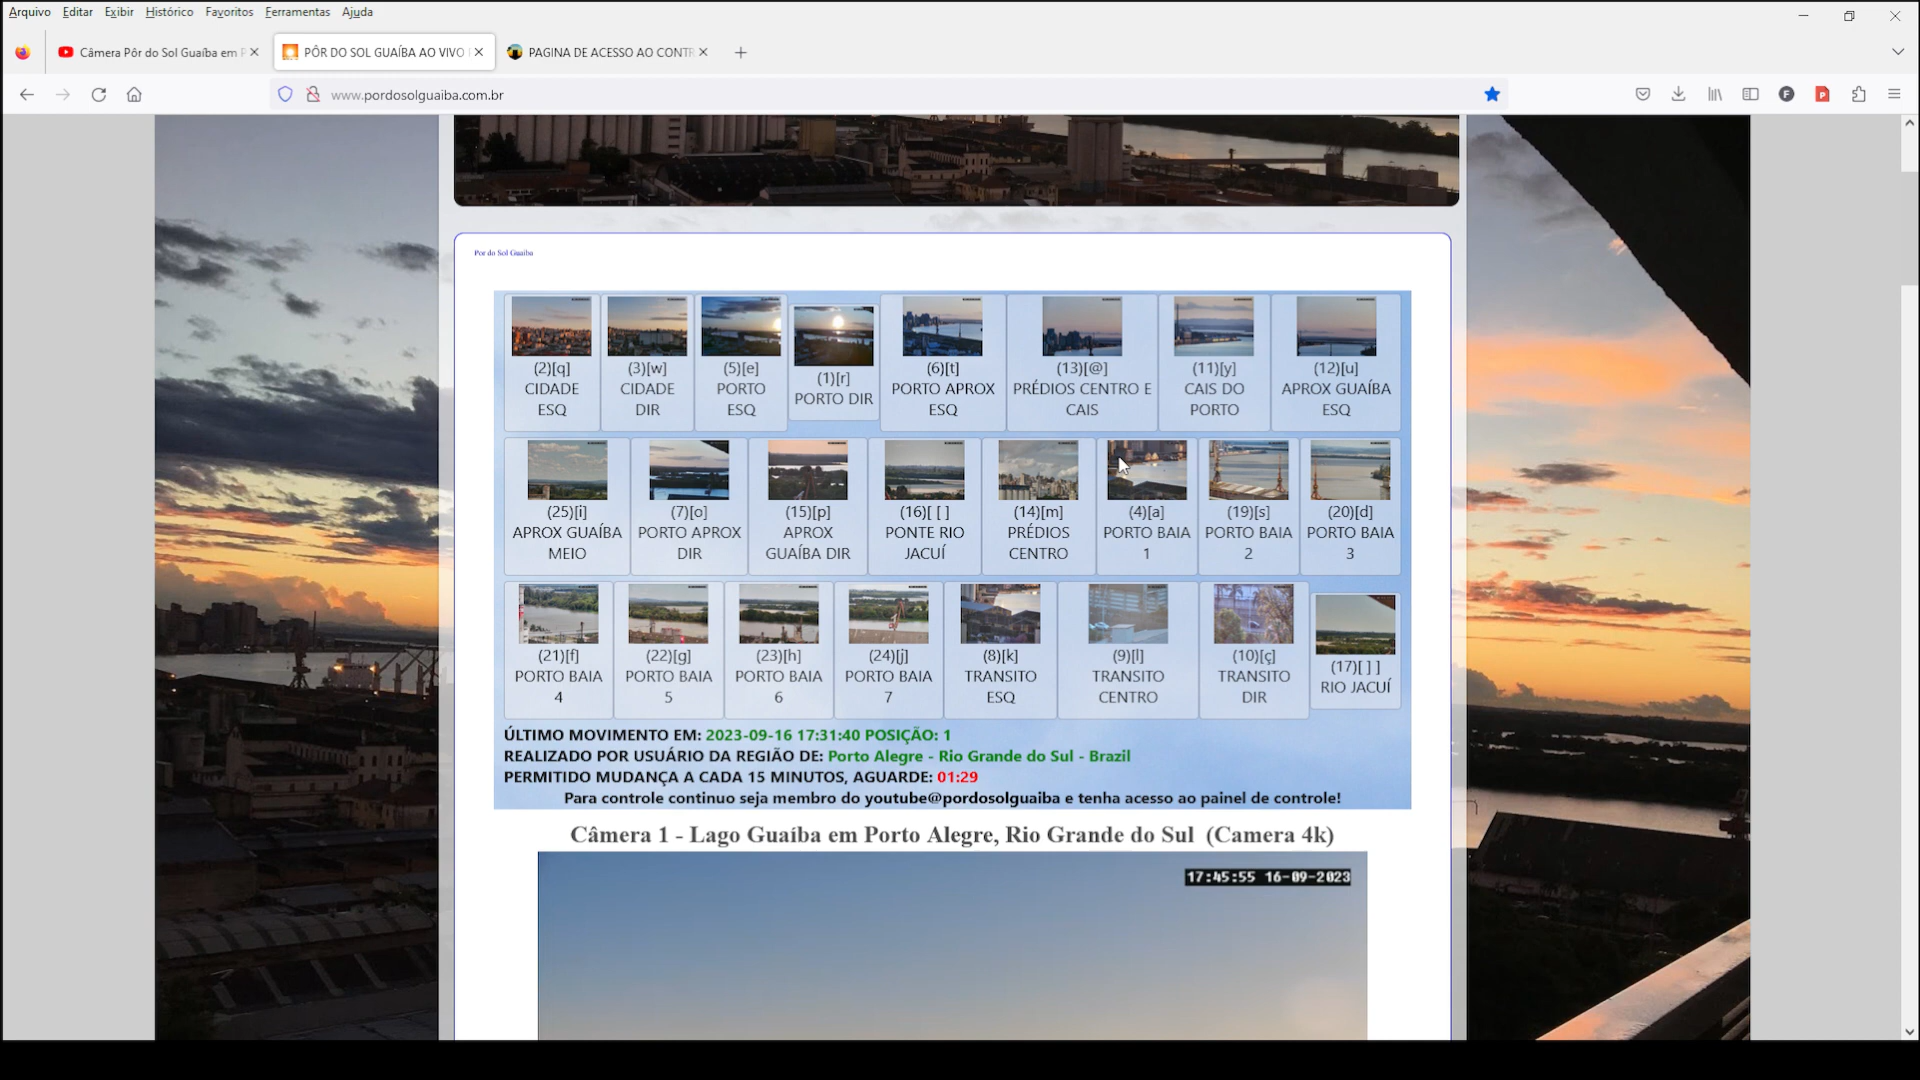 Arquivo Editar Exibir Histórico Favoritos Ferramentas Ajuda
Câmera Pôr do Sol Guaíba em P
PÔR DO SOL GUAÍBA AO VIVO
PAGINA DE ACESSO AO CONTR
www.pordosolguaiba.com.br
Por do Sol Guaiba
(2)[q] CIDADE ESQ
(3)[w] CIDADE DIR
(5)[e] PORTO ESQ
(1)[r] PORTO DIR
(6)[t] PORTO APROX ESQ
(13)[@] PRÉDIOS CENTRO E CAIS
(11)[y] CAIS DO PORTO
(12)[u] APROX GUAÍBA ESQ
(25)[i] APROX GUAÍBA MEIO
(7)[o] PORTO APROX DIR
(15)[p] APROX GUAÍBA DIR
(16)[ [ ] PONTE RIO JACUÍ
(14)[m] PRÉDIOS CENTRO
(4)[a] PORTO BAIA 1
(19)[s] PORTO BAIA 2
(20)[d] PORTO BAIA 3
(21)[f] PORTO BAIA 4
(22)[g] PORTO BAIA 5
(23)[h] PORTO BAIA 6
(24)[j] PORTO BAIA 7
(8)[k] TRANSITO ESQ
(9)[l] TRANSITO CENTRO
(10)[ç] TRANSITO DIR
(17)[ ] ] RIO JACUÍ
ÚLTIMO MOVIMENTO EM: 2023-09-16 17:31:40 POSIÇÃO: 1
REALIZADO POR USUÁRIO DA REGIÃO DE: Porto Alegre - Rio Grande do Sul - Brazil
PERMITIDO MUDANÇA A CADA 15 MINUTOS, AGUARDE: 01:29
Para controle continuo seja membro do youtube@pordosolguaiba e tenha acesso ao painel de controle!
Câmera 1 - Lago Guaíba em Porto Alegre, Rio Grande do Sul (Camera 4k)
17:45:55 16-09-2023